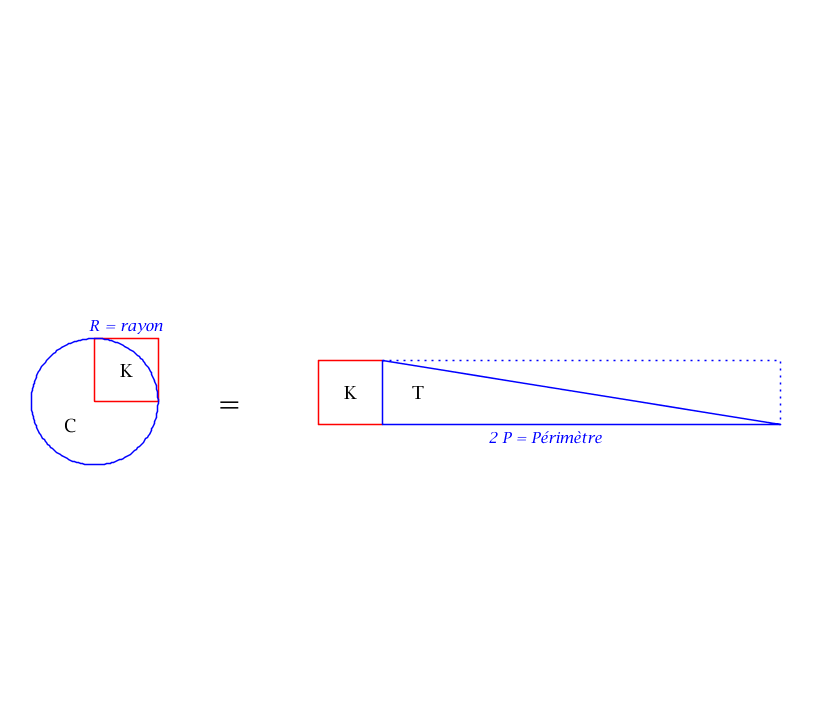 R = rayon
K
C
=
K
T
2 P = Périmètre